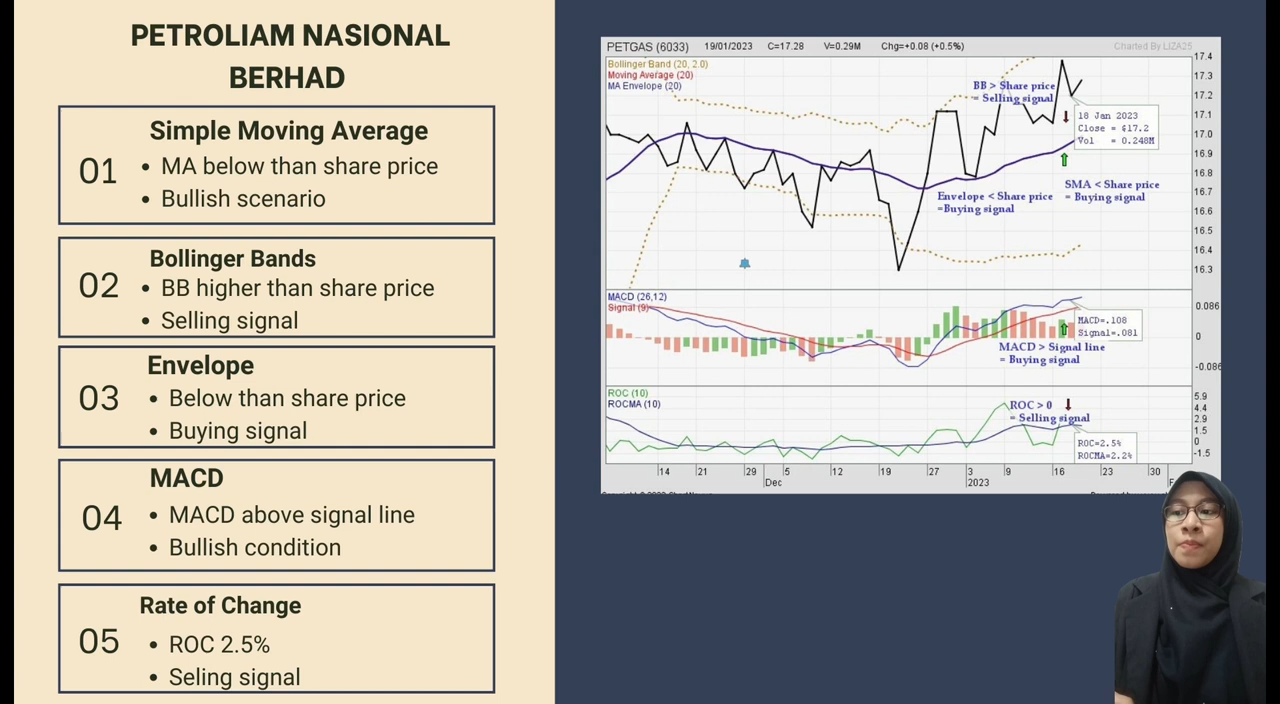 PETROLIAM NASIONAL
BERHAD
01
Simple Moving Average
• MA below than share price
• Bullish scenario
02
Bollinger Bands
• BB higher than share price
• Selling signal
03
Envelope
• Below than share price
• Buying signal
04
MACD
• MACD above signal line
• Bullish condition
05
Rate of Change
• ROC 2.5%
• Seling signal
PETGAS (6033) 19/01/2023 C=17.28 V=0.29M Chg=+0.08 (+0.5%) Charted By LIZA25
Bollinger Band (20, 2.0)
Moving Average (20)
MA Envelope (20)
BB > Share price
= Selling signal
18 Jan 2023
Close = $17.2
Vol = 0.248M
Envelope < Share price
=Buying signal
SMA < Share price
= Buying signal
17.4
17.3
17.2
17.1
17.0
16.9
16.8
16.7
16.6
16.5
16.4
16.3
MACD (26,12)
Signal (9)
MACD=.108
Signal=.081
MACD > Signal line
= Buying signal
0.086
0
-0.086
ROC (10)
ROCMA (10)
ROC > 0
= Selling signal
ROC=2.5%
ROCMA=2.2%
5.9
4.4
2.9
1.5
0
-1.5
14 21 29 5 12 19 27 3 9 16 23 30
Dec 2023